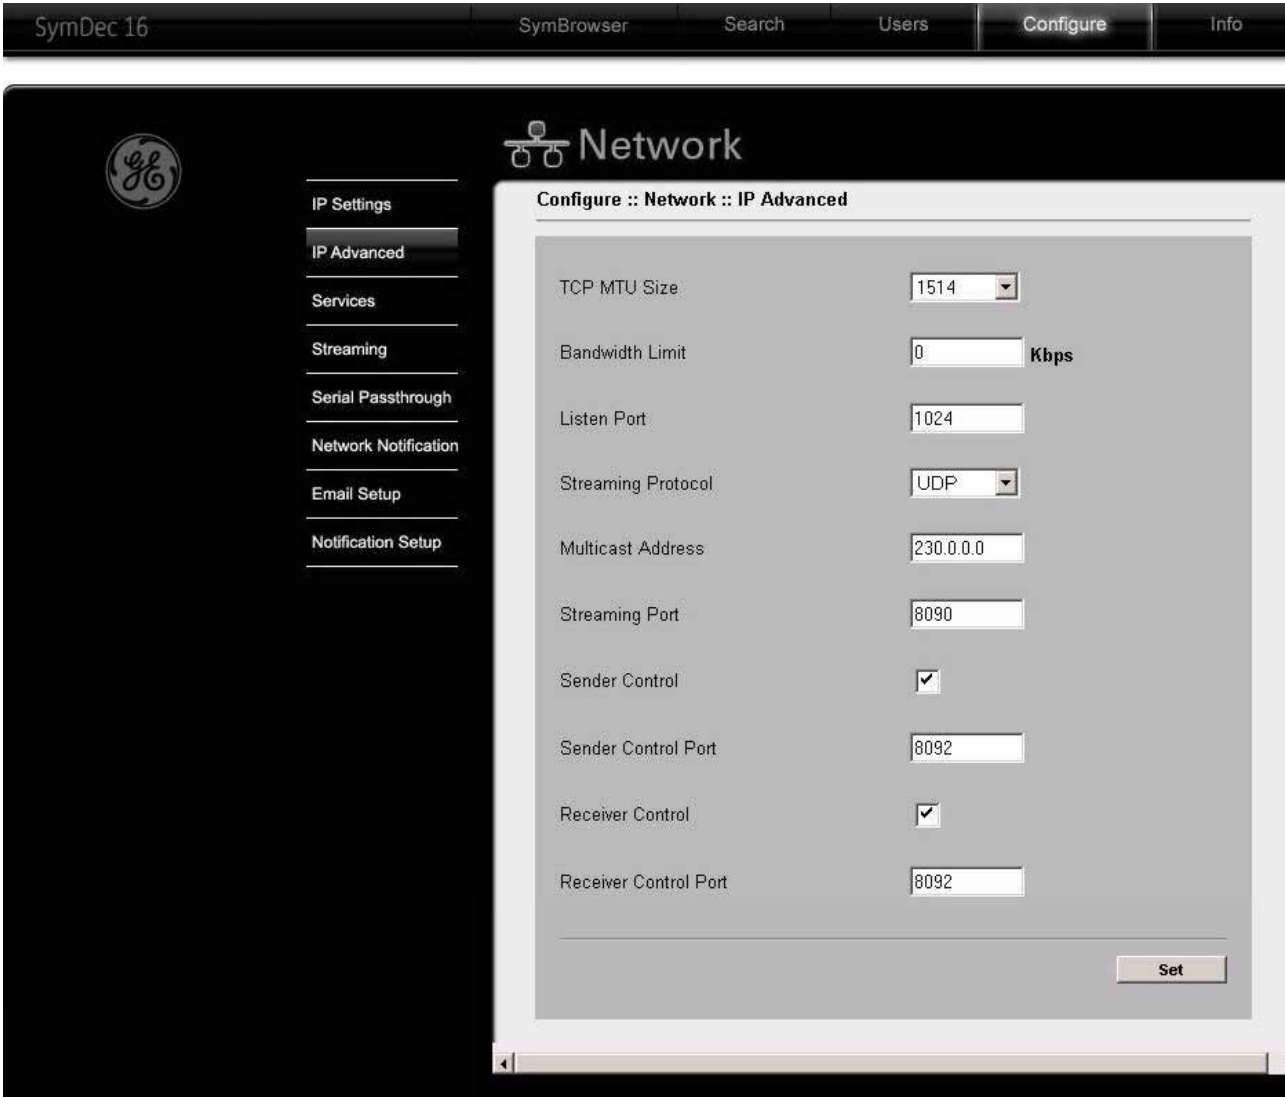 SymDec 16
SymBrowser
Search
Users
Configure
Info
GE
Network
IP Settings
IP Advanced
Services
Streaming
Serial Passthrough
Network Notification
Email Setup
Notification Setup
Configure :: Network :: IP Advanced
TCP MTU Size 1514
Bandwidth Limit 0 Kbps
Listen Port 1024
Streaming Protocol UDP
Multicast Address 230.0.0.0
Streaming Port 8090
Sender Control
Sender Control Port 8092
Receiver Control
Receiver Control Port 8092
Set